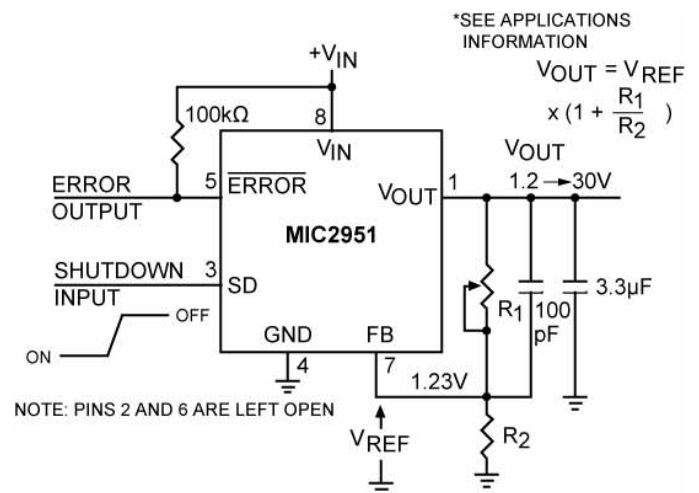 *SEE APPLICATIONS
INFORMATION
+VIN
VOUT = VREF
x (1 + R1
R2 )
100kΩ
8
VIN
VOUT
ERROR
OUTPUT
5
ERROR
VOUT
1
1.2 → 30V
MIC2951
SHUTDOWN
INPUT
3
SD
R1
100
pF
3.3µF
OFF
ON
GND
FB
4
7
1.23V
NOTE: PINS 2 AND 6 ARE LEFT OPEN
VREF
R2